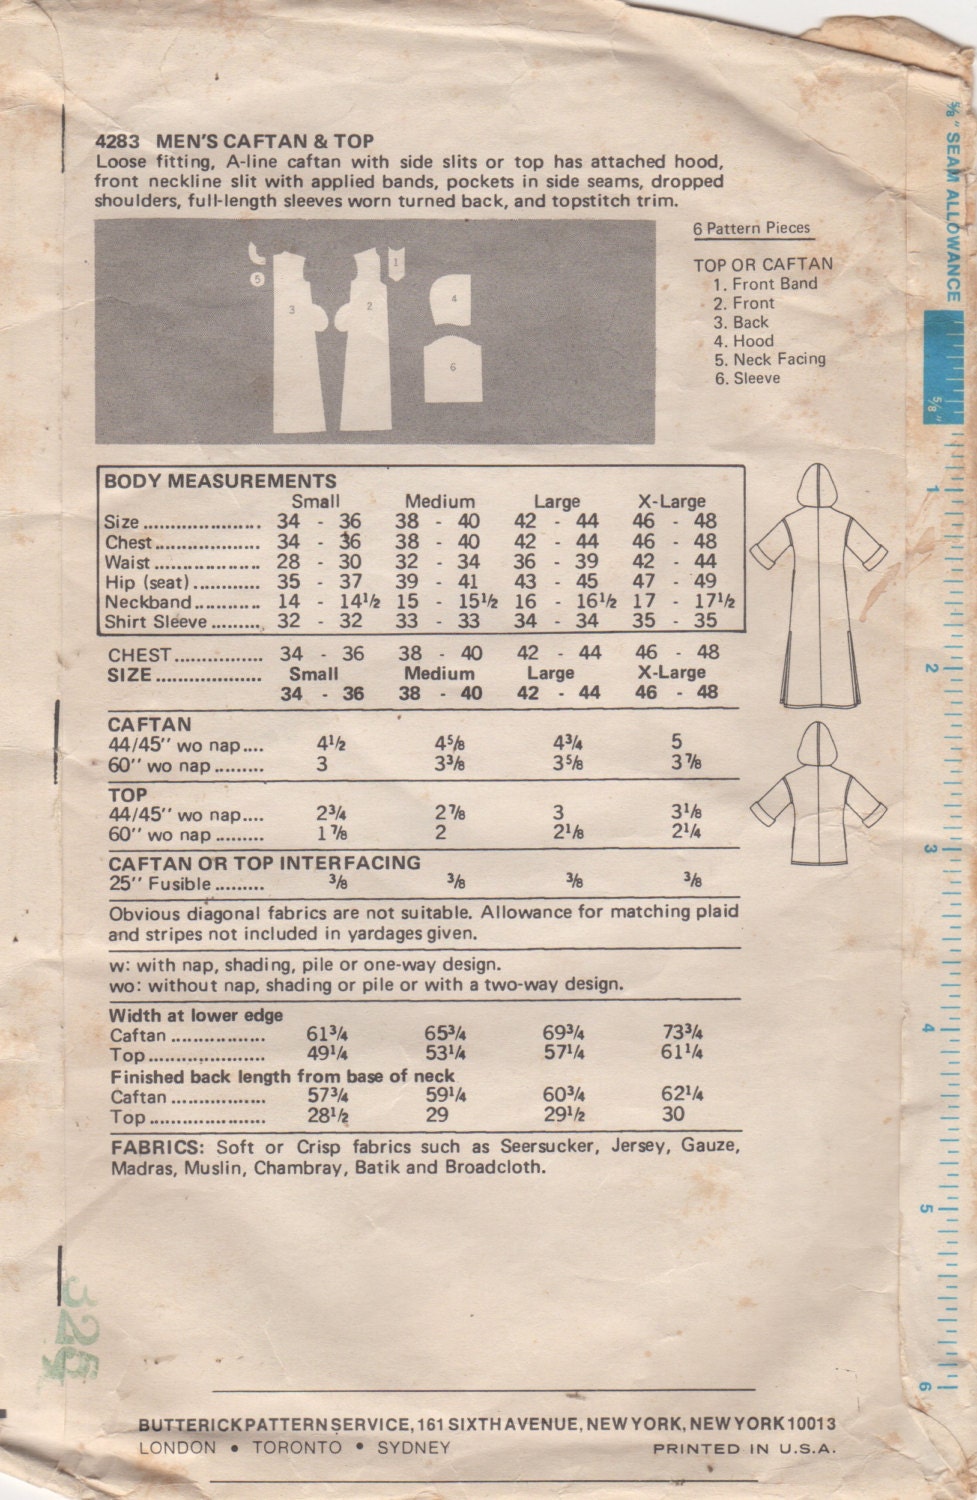 4283 MEN'S CAFTAN & TOP
Loose fitting, A-line caftan with side slits or top has attached hood,
front neckline slit with applied bands, pockets in side seams, dropped
shoulders, full-length sleeves worn turned back, and topstitch trim.
5 3 2 1 4 6
6 Pattern Pieces
TOP OR CAFTAN
1. Front Band
2. Front
3. Back
4. Hood
5. Neck Facing
6. Sleeve
BODY MEASUREMENTS
Small Medium Large X-Large
Size..................... 34 - 36 38 - 40 42 - 44 46 - 48
Chest................... 34 - 36 38 - 40 42 - 44 46 - 48
Waist................... 28 - 30 32 - 34 36 - 39 42 - 44
Hip (seat)............ 35 - 37 39 - 41 43 - 45 47 - 49
Neckband............ 14 - 14½ 15 - 15½ 16 - 16½ 17 - 17½
Shirt Sleeve......... 32 - 32 33 - 33 34 - 34 35 - 35
CHEST................ 34 - 36 38 - 40 42 - 44 46 - 48
SIZE................... Small Medium Large X-Large
34 - 36 38 - 40 42 - 44 46 - 48
CAFTAN
44/45" wo nap.... 4½ 4⅝ 4¾ 5
60" wo nap......... 3 3⅜ 3⅝ 3⅞
TOP
44/45" wo nap.... 2¾ 2⅞ 3 3⅛
60" wo nap......... 1⅞ 2 2⅛ 2¼
CAFTAN OR TOP INTERFACING
25" Fusible......... ⅜ ⅜ ⅜ ⅜
Obvious diagonal fabrics are not suitable. Allowance for matching plaid
and stripes not included in yardages given.
w: with nap, shading, pile or one-way design.
wo: without nap, shading or pile or with a two-way design.
Width at lower edge
Caftan................. 61¾ 65¾ 69¾ 73¾
Top..................... 49¼ 53¼ 57¼ 61¼
Finished back length from base of neck
Caftan................. 57¾ 59¼ 60¾ 62¼
Top..................... 28½ 29 29½ 30
FABRICS: Soft or Crisp fabrics such as Seersucker, Jersey, Gauze,
Madras, Muslin, Chambray, Batik and Broadcloth.
325
BUTTERICK PATTERN SERVICE, 161 SIXTH AVENUE, NEW YORK, NEW YORK 10013
LONDON • TORONTO • SYDNEY PRINTED IN U.S.A.
⅝" SEAM ALLOWANCE
⅝"
1
2
3
4
5
6